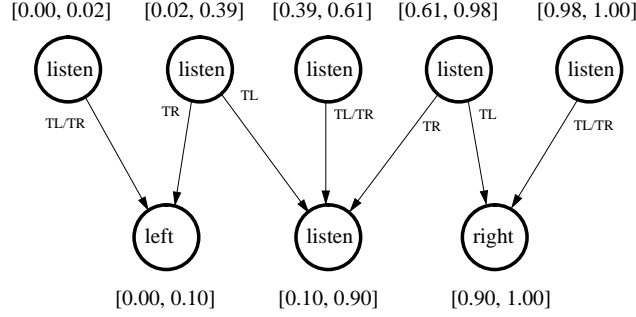 [0.00, 0.02] [0.02, 0.39] [0.39, 0.61] [0.61, 0.98] [0.98, 1.00]
listen listen listen listen listen
TL/TR TR TL TL/TR TR TL TL/TR
left listen right
[0.00, 0.10] [0.10, 0.90] [0.90, 1.00]